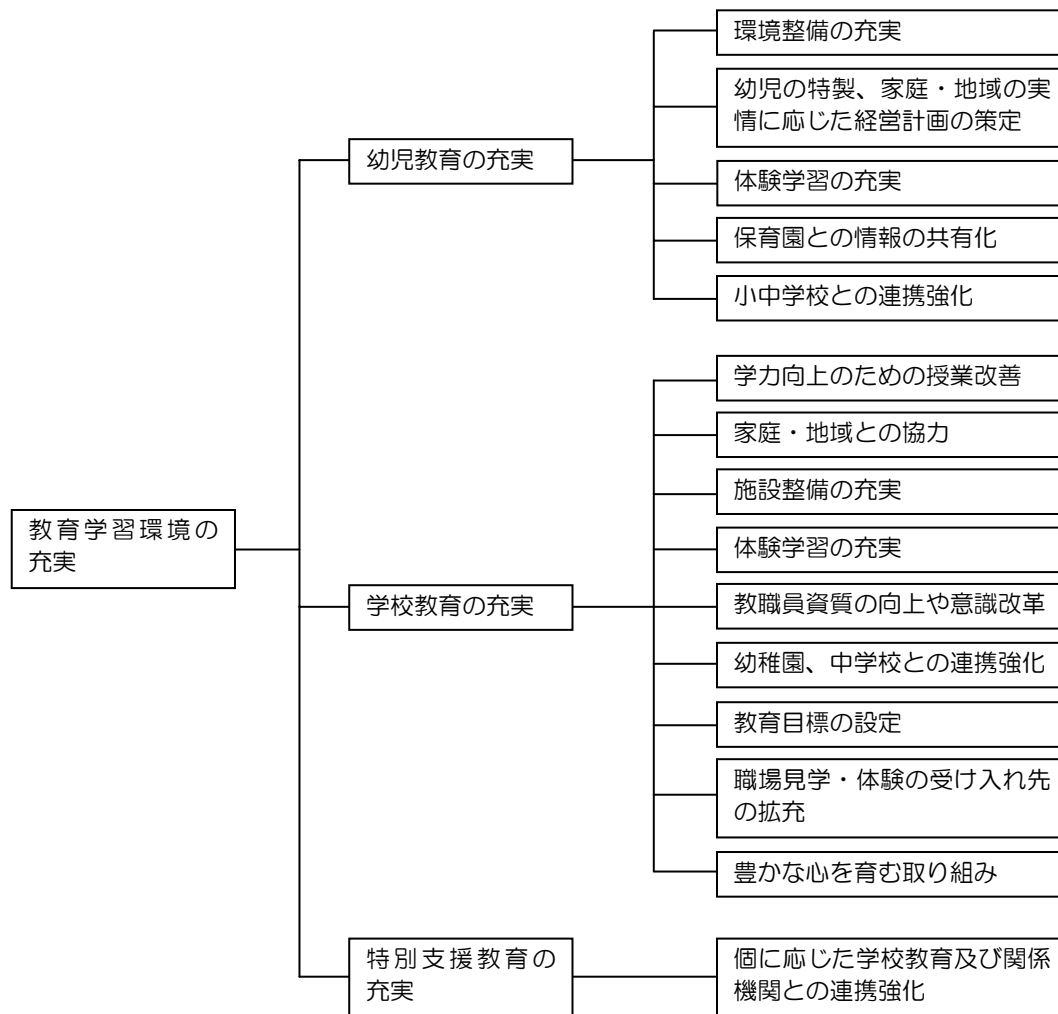 教育学習環境の
充実
幼児教育の充実
環境整備の充実
幼児の特製、家庭・地域の実
情に応じた経営計画の策定
体験学習の充実
保育園との情報の共有化
小中学校との連携強化
学校教育の充実
学力向上のための授業改善
家庭・地域との協力
施設整備の充実
体験学習の充実
教職員資質の向上や意識改革
幼稚園、中学校との連携強化
教育目標の設定
職場見学・体験の受け入れ先
の拡充
豊かな心を育む取り組み
特別支援教育の
充実
個に応じた学校教育及び関係
機関との連携強化